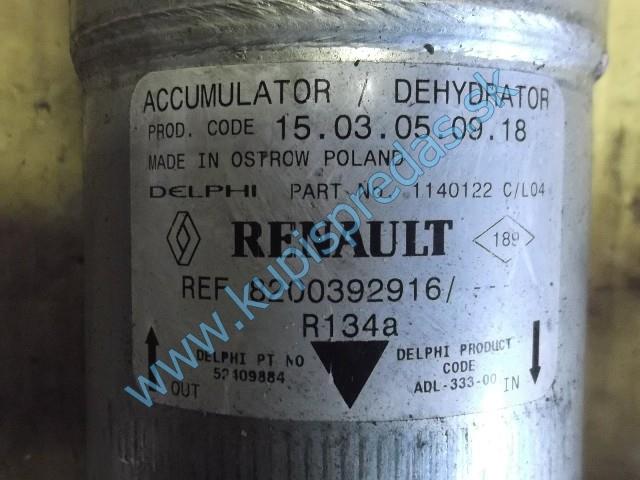 ACCUMULATOR / DEHYDRATOR
PROD. CODE 15.03.05.09.18
MADE IN OSTROW POLAND
DELPHI PART No. 1140122 C/L04
RENAULT 189
REF 8200392916/ ---
R134a
DELPHI PT NO
52409884
DELPHI PRODUCT
CODE
ADL-333-00
OUT
IN
www.kupispredas.sk